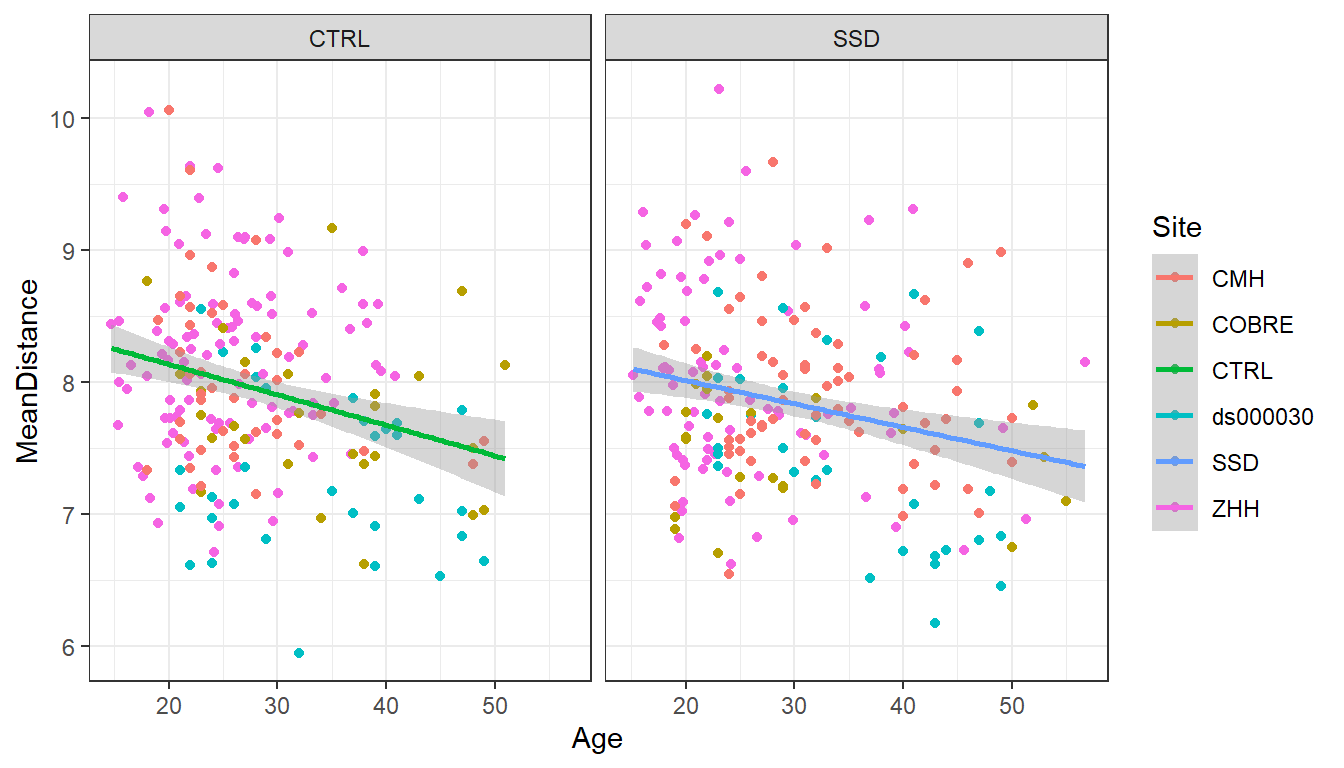 CTRL
SSD
10
9
8
7
6
MeanDistance
20 30 40 50
20 30 40 50
Age
Site
CMH
COBRE
CTRL
ds000030
SSD
ZHH